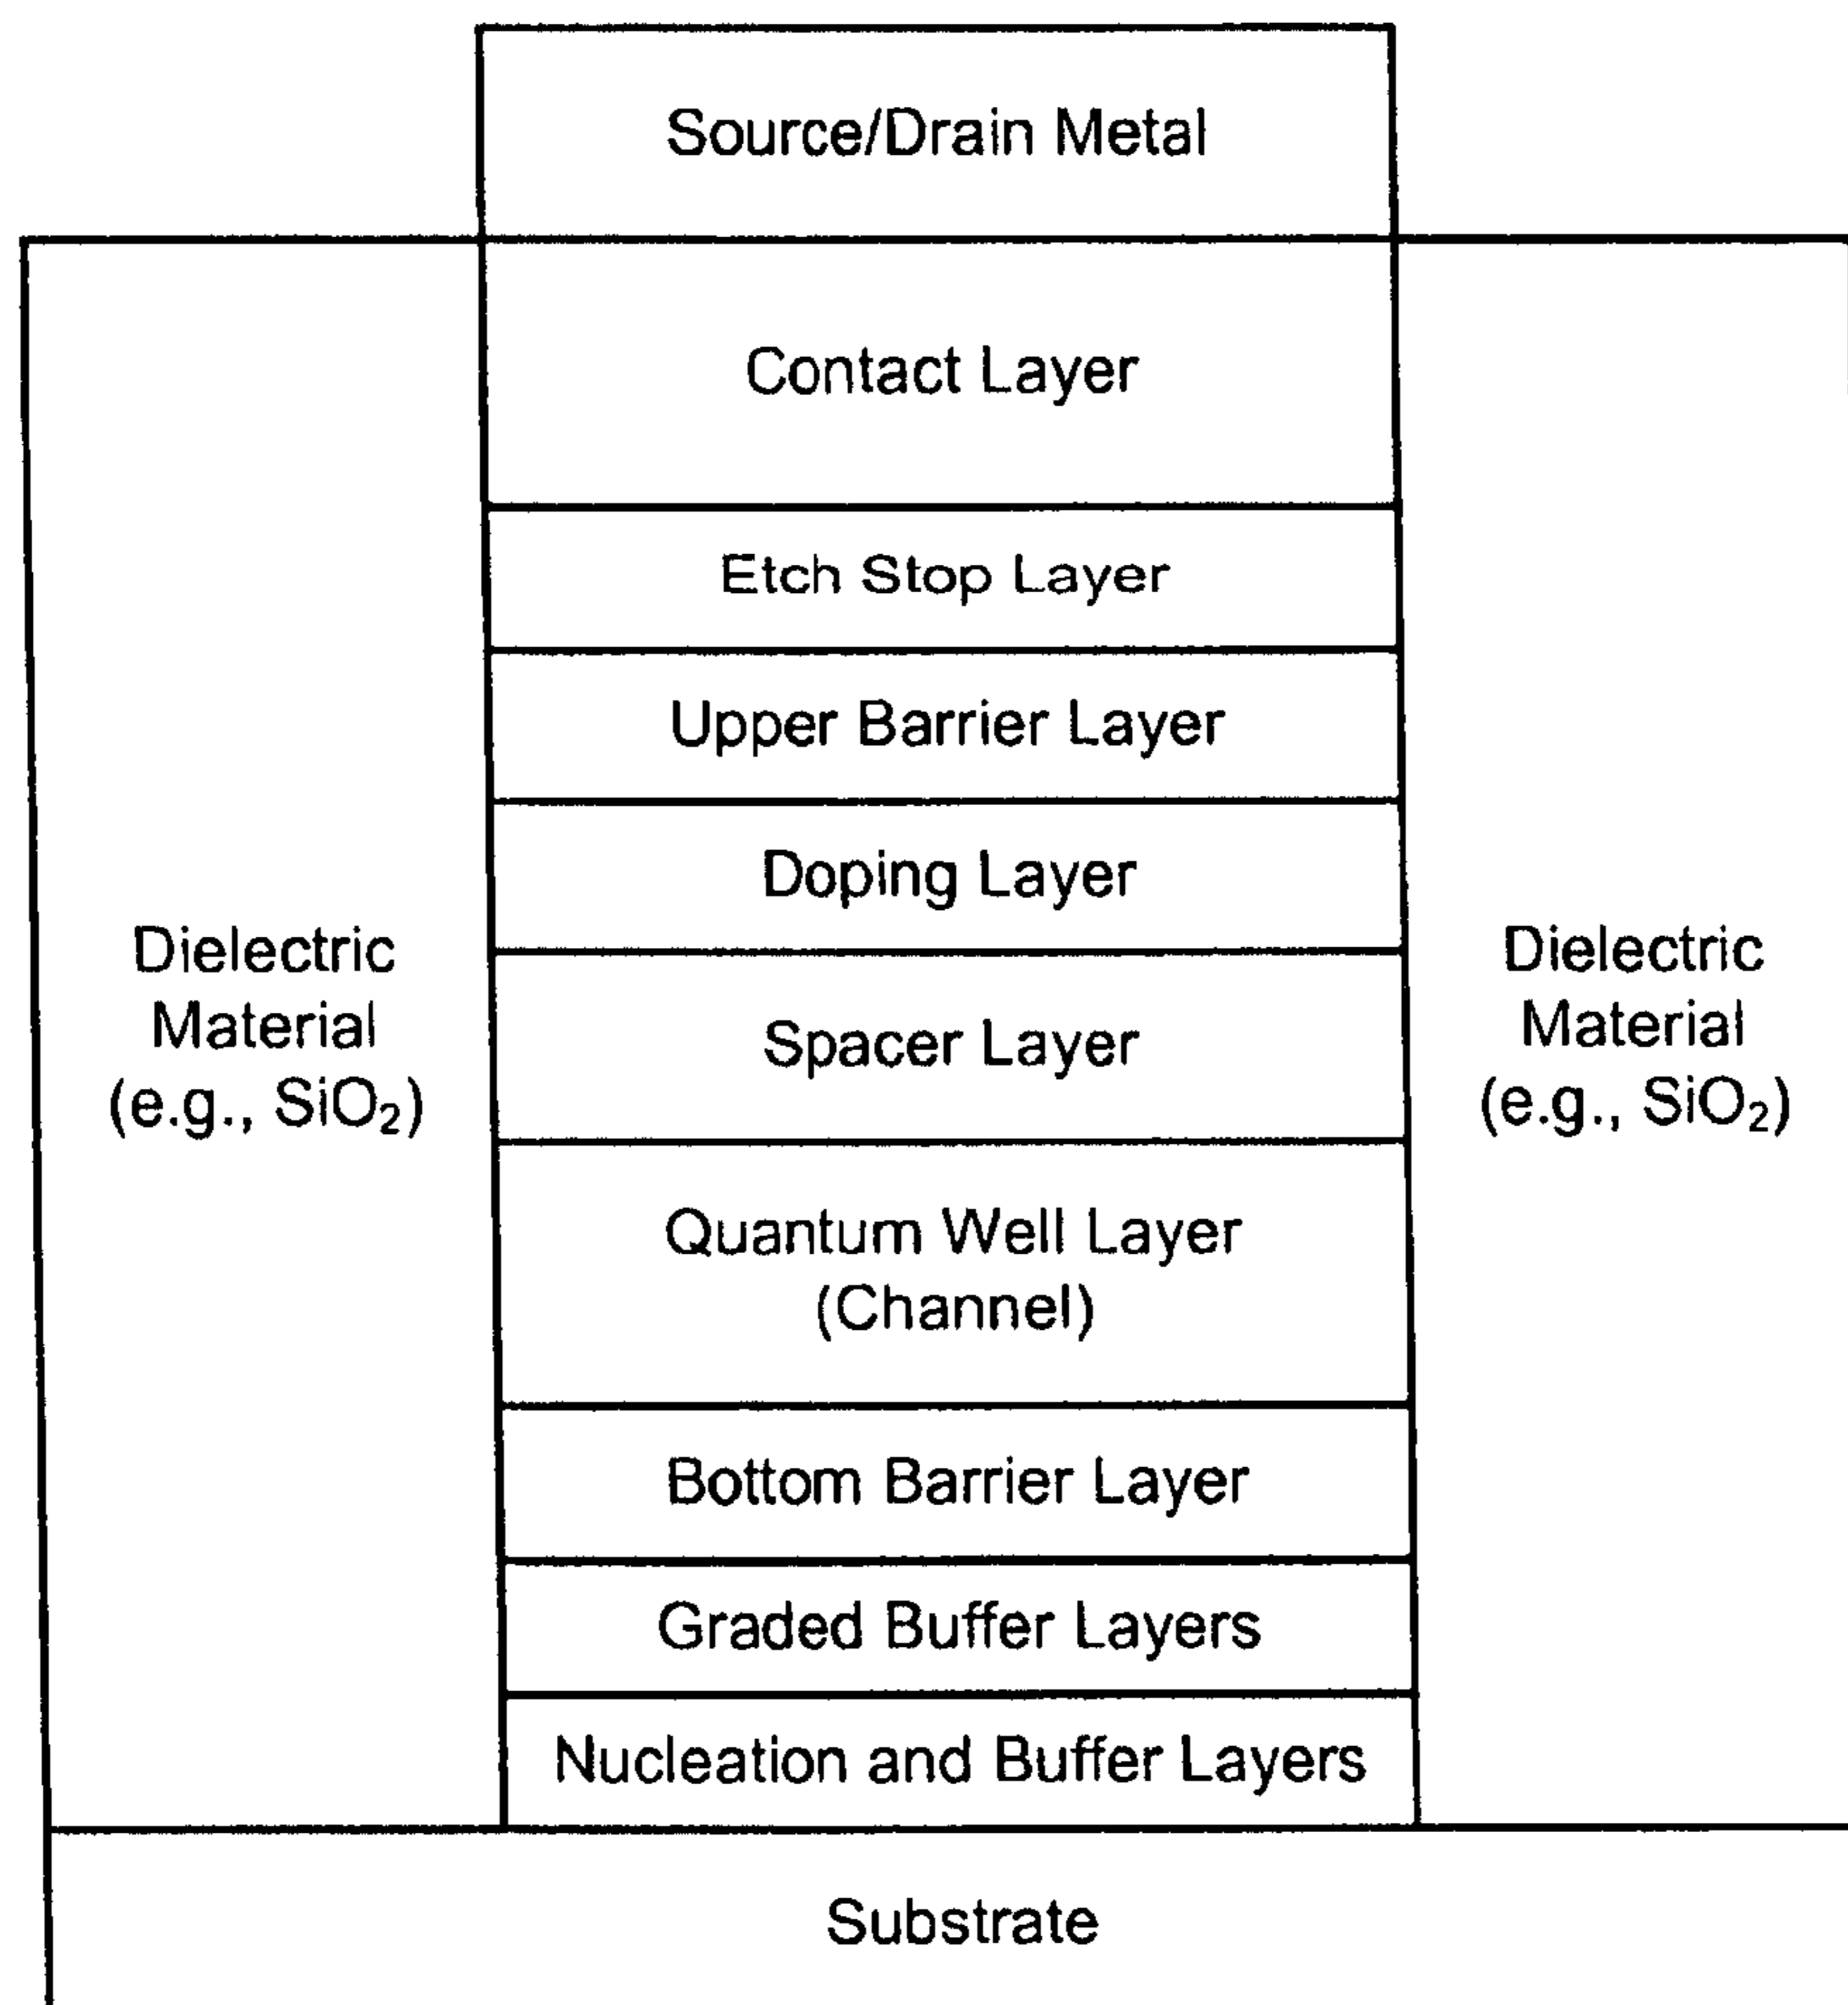 Source/Drain Metal
Contact Layer
Etch Stop Layer
Upper Barrier Layer
Doping Layer
Dielectric
Material
(e.g., SiO₂)
Spacer Layer
Dielectric
Material
(e.g., SiO₂)
Quantum Well Layer
(Channel)
Bottom Barrier Layer
Graded Buffer Layers
Nucleation and Buffer Layers
Substrate